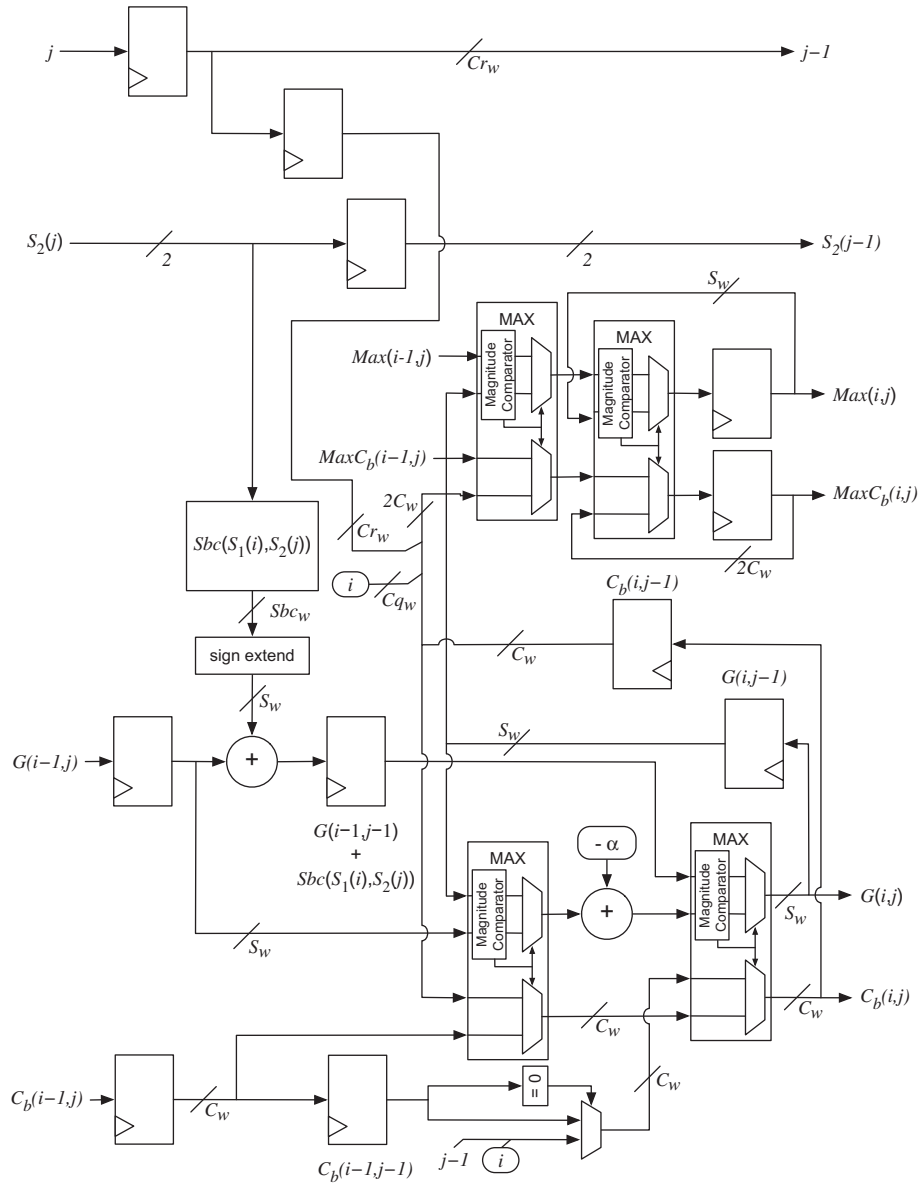 j
Cr_w
j-1
S_2(j)
2
2
S_2(j-1)
S_w
MAX
Max(i-1,j)
Magnitude
Comparator
MAX
Magnitude
Comparator
Max(i,j)
MaxC_b(i-1,j)
2C_w
MaxC_b(i,j)
Cr_w
Sbc(S_1(i),S_2(j))
i
Cq_w
2C_w
C_b(i,j-1)
Sbc_w
sign extend
C_w
G(i,j-1)
S_w
S_w
G(i-1,j)
+
G(i-1,j-1)
+
Sbc(S_1(i),S_2(j))
MAX
Magnitude
Comparator
- α
+
MAX
Magnitude
Comparator
S_w
G(i,j)
S_w
C_w
C_w
C_b(i,j)
C_b(i-1,j)
C_w
= 0
C_w
j-1
i
C_b(i-1,j-1)